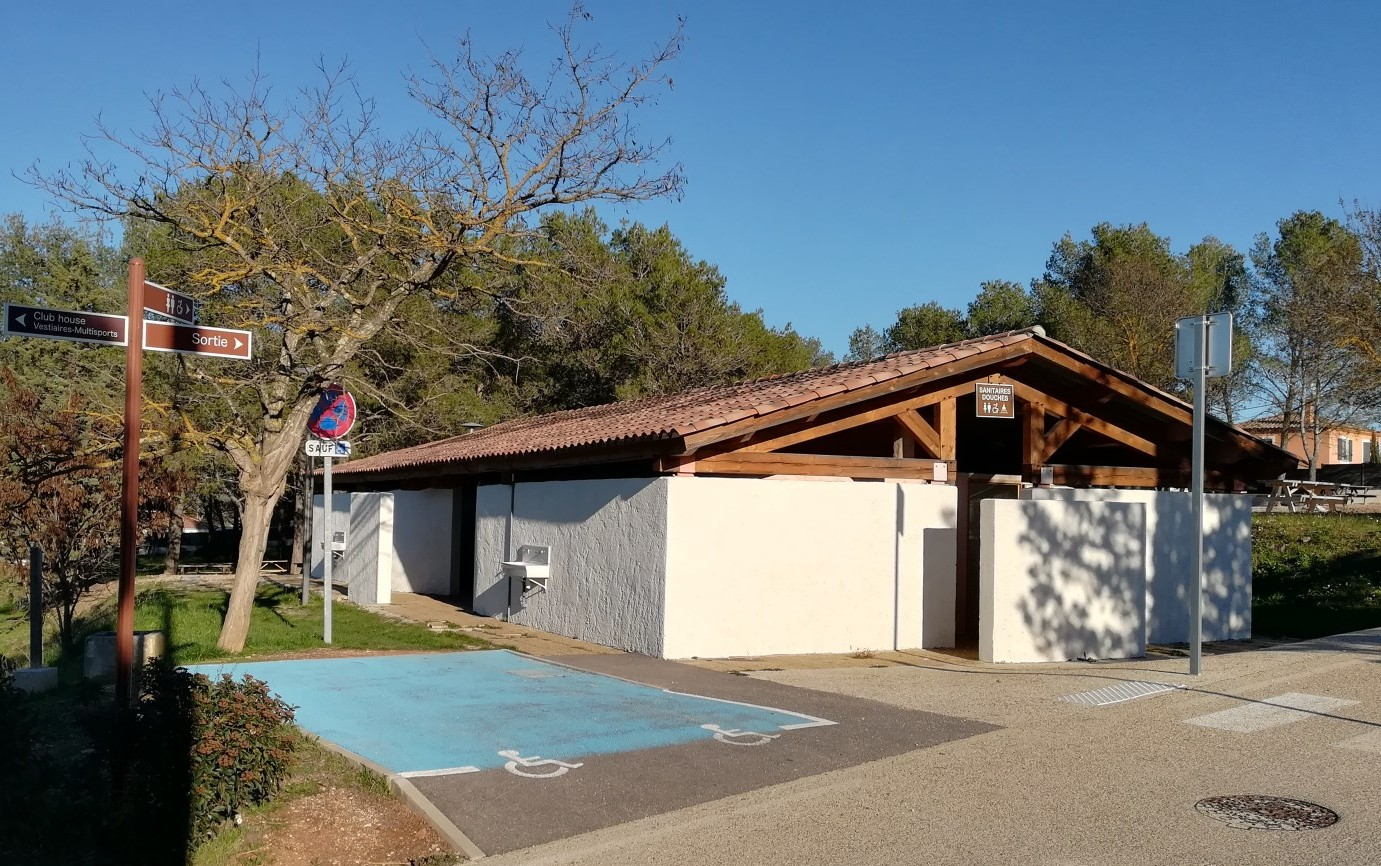 Club house
Vestiaires-Multisports
Sortie
SAUF
SANITAIRES
DOUCHES